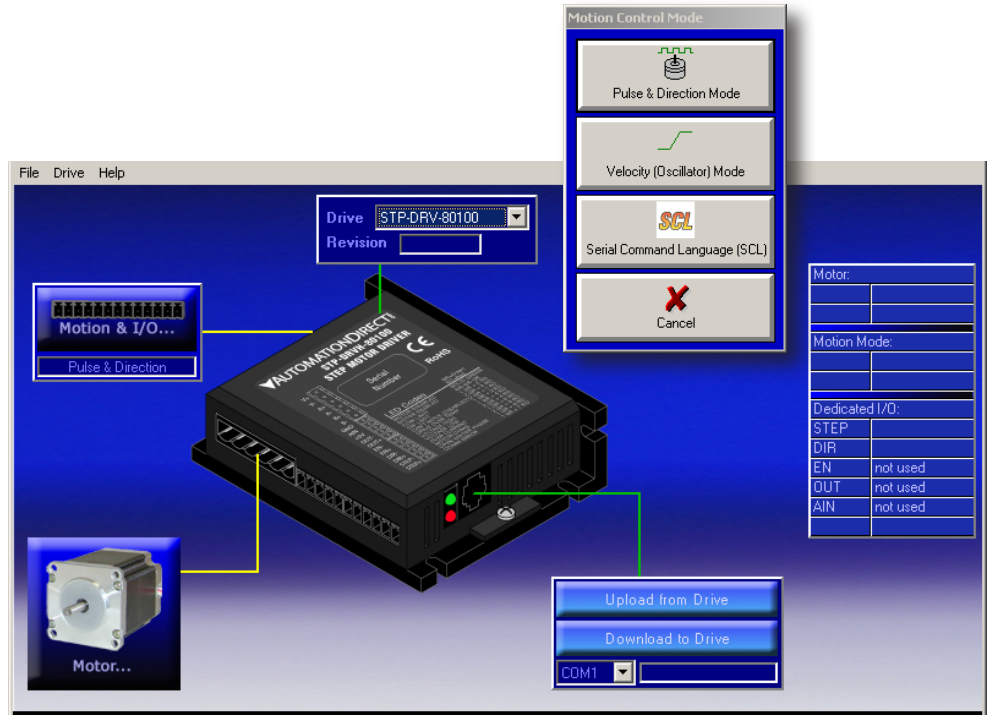 Motion Control Mode
Pulse & Direction Mode
Velocity (Oscillator) Mode
SCL
Serial Command Language (SCL)
Cancel
File Drive Help
Drive STP-DRV-80100
Revision
Motion & I/O...
Pulse & Direction
AUTOMATIONDIRECT
STP-DRVH-80100
STEP MOTOR DRIVER
CE
RoHS
Serial
Number
LED Codes
Motor:
Motion Mode:
Dedicated I/O:
STEP
DIR
EN not used
OUT not used
AIN not used
Motor...
Upload from Drive
Download to Drive
COM1